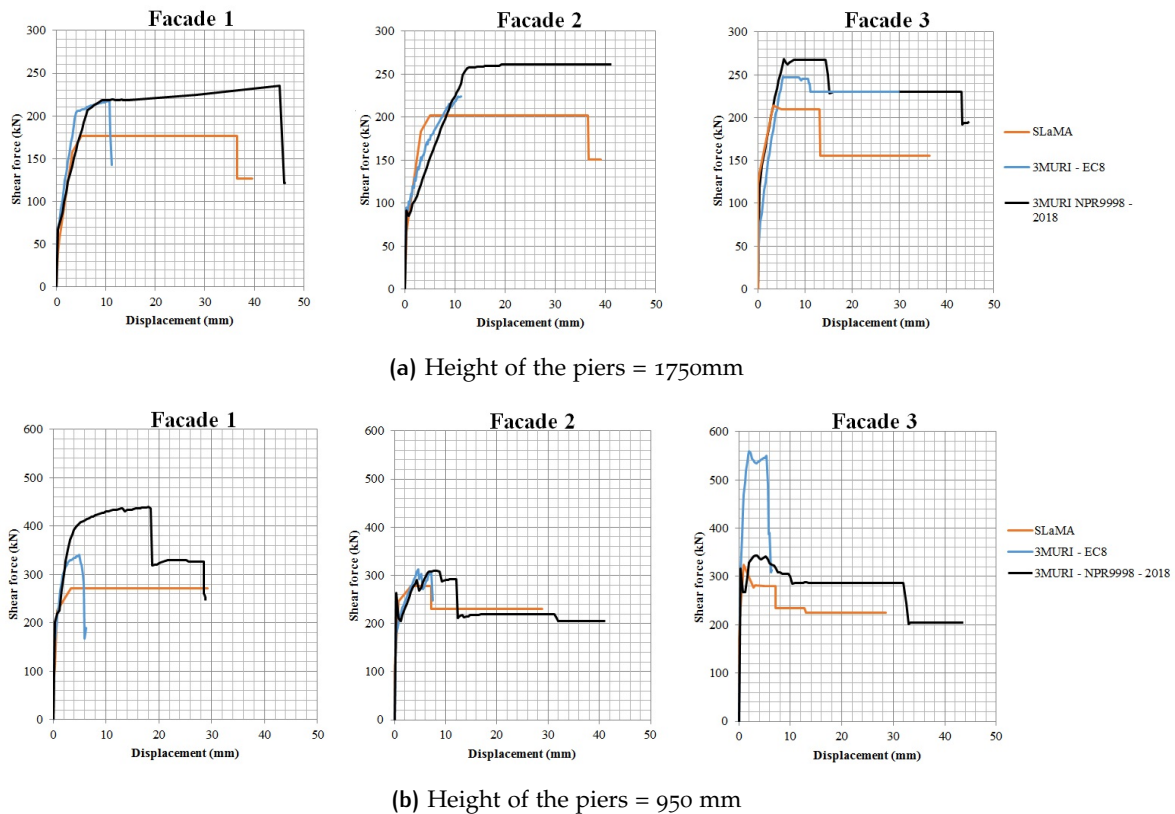 Facade 1
Facade 2
Facade 3
300
250
200
150
100
50
0
Shear force (kN)
0 10 20 30 40 50
Displacement (mm)
300
250
200
150
100
50
0
Shear force (kN)
0 10 20 30 40 50
Displacement (mm)
300
250
200
150
100
50
0
Shear force (kN)
0 10 20 30 40 50
Displacement (mm)
SLaMA
3MURI - EC8
3MURI NPR9998 -
2018
(a) Height of the piers = 1750mm
Facade 1
Facade 2
Facade 3
600
500
400
300
200
100
0
Shear force (kN)
0 10 20 30 40 50
Displacement (mm)
600
500
400
300
200
100
0
Shear force (kN)
0 10 20 30 40 50
Displacement (mm)
600
500
400
300
200
100
0
Shear force (kN)
0 10 20 30 40 50
Displacement (mm)
SLaMA
3MURI - EC8
3MURI - NPR9998 - 2018
(b) Height of the piers = 950 mm